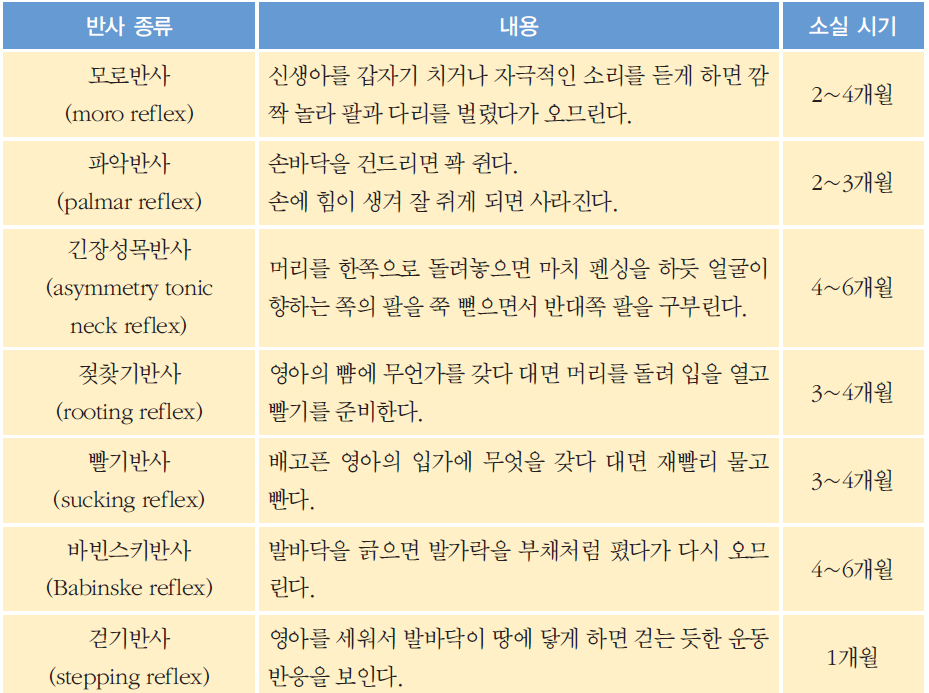 반사 종류
내용
소실 시기
모로반사
(moro reflex)
신생아를 갑자기 치거나 자극적인 소리를 듣게 하면 깜
짝 놀라 팔과 다리를 벌렸다가 오므린다.
2~4개월
파악반사
(palmar reflex)
손바닥을 건드리면 꽉 쥔다.
손에 힘이 생겨 잘 쥐게 되면 사라진다.
2~3개월
긴장성목반사
(asymmetry tonic
neck reflex)
머리를 한쪽으로 돌려놓으면 마치 펜싱을 하듯 얼굴이
향하는 쪽의 팔을 쭉 뻗으면서 반대쪽 팔을 구부린다.
4~6개월
젖찾기반사
(rooting reflex)
영아의 뺨에 무언가를 갖다 대면 머리를 돌려 입을 열고
빨기를 준비한다.
3~4개월
빨기반사
(sucking reflex)
배고픈 영아의 입가에 무엇을 갖다 대면 재빨리 물고
빤다.
3~4개월
바빈스키반사
(Babinske reflex)
발바닥을 긁으면 발가락을 부채처럼 폈다가 다시 오므
린다.
4~6개월
걷기반사
(stepping reflex)
영아를 세워서 발바닥이 땅에 닿게 하면 걷는 듯한 운동
반응을 보인다.
1개월